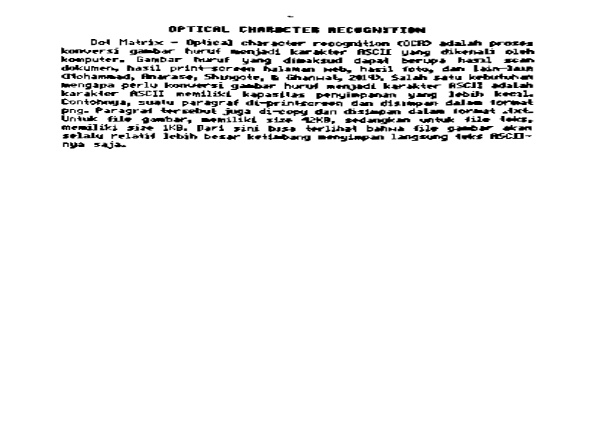 OPTICAL CHARACTER RECOGNITION
Dot Matrix - Optical character recognition (OCR) adalah proses
konversi gambar huruf menjadi karakter ASCII yang dikenali oleh
komputer. Gambar huruf yang dimaksud dapat berupa hasil scan
dokumen, hasil print-screen halaman web, hasil foto, dan lain-lain
(Mohammad, Anarase, Shingote, & Ghanwat, 2014). Salah satu kebutuhan
mengapa perlu konversi gambar huruf menjadi karakter ASCII adalah
karakter ASCII memiliki kapasitas penyimpanan yang lebih kecil.
Contohnya, suatu paragraf di-printscreen dan disimpan dalam format
png. Paragraf tersebut juga di-copy dan disimpan dalam format .txt.
Untuk file gambar, memiliki size 42KB, sedangkan untuk file teks,
memiliki size 1KB. Dari sini bisa terlihat bahwa file gambar akan
selalu relatif lebih besar ketimbang menyimpan langsung teks ASCII-
nya saja.